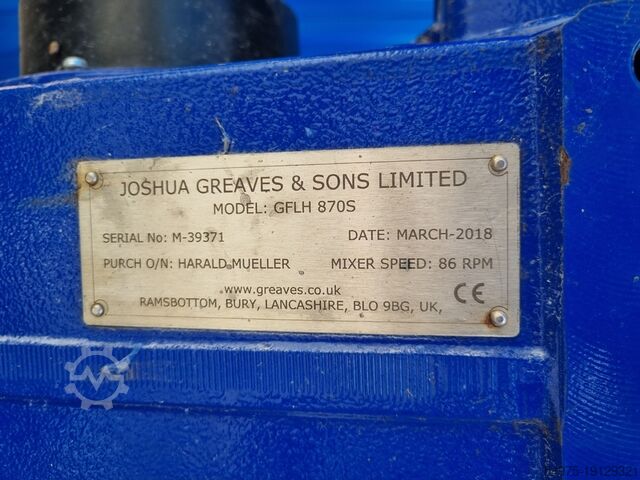 JOSHUA GREAVES & SONS LIMITED
MODEL: GFLH 870S
SERIAL No: M-39371 DATE: MARCH-2018
PURCH O/N: HARALD MUELLER MIXER SPEED: 86 RPM
www.greaves.co.uk
RAMSBOTTOM, BURY, LANCASHIRE, BLO 9BG, UK,
CE